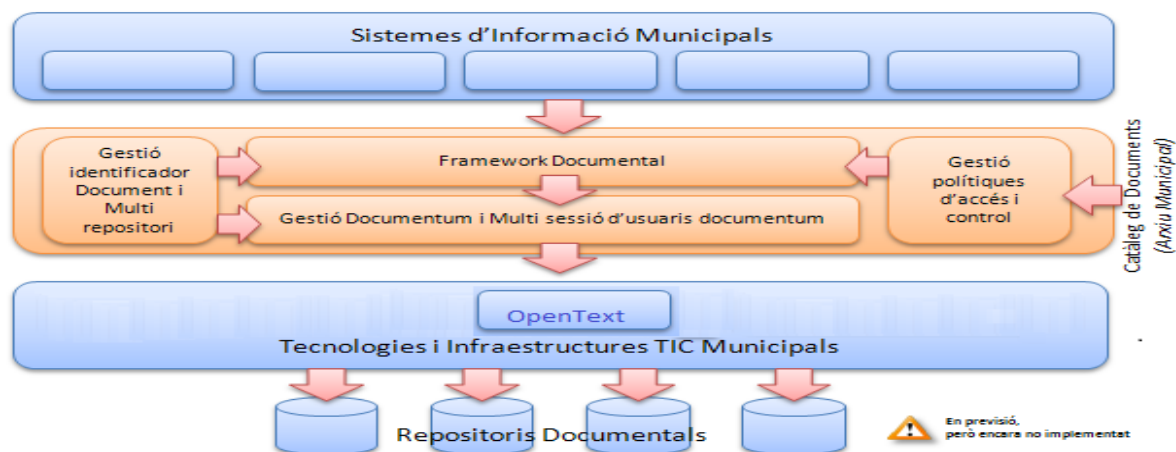 Sistemes d'Informació Municipals
Gestió
identificador
Document i
Multi
repositori
Framework Documental
Gestió Documentum i Multi sessió d'usuaris documentum
Gestió
polítiques
d'accés i
control
Catàleg de Documents
(Arxiu Municipal)
OpenText
Tecnologies i Infraestructures TIC Municipals
.
Repositoris Documentals
En previsió,
però encara no implementat